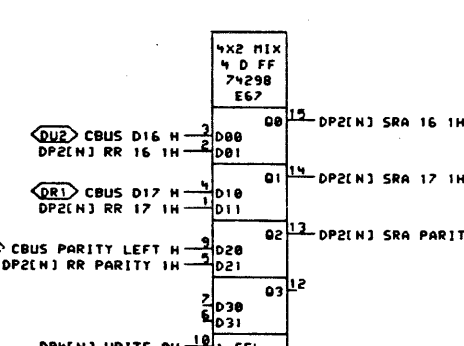 4X2 MIX
4 D FF
74298
E67
Q0 15 DP2[N] SRA 16 1H
DU2 CBUS D16 H 3 D00
DP2[N] RR 16 1H 2 D01
Q1 14 DP2[N] SRA 17 1H
DR1 CBUS D17 H 4 D10
DP2[N] RR 17 1H 1 D11
Q2 13 DP2[N] SRA PARIT
CBUS PARITY LEFT H 9 D20
DP2[N] RR PARITY 1H 5 D21
Q3 12
7 D30
6 D31
10